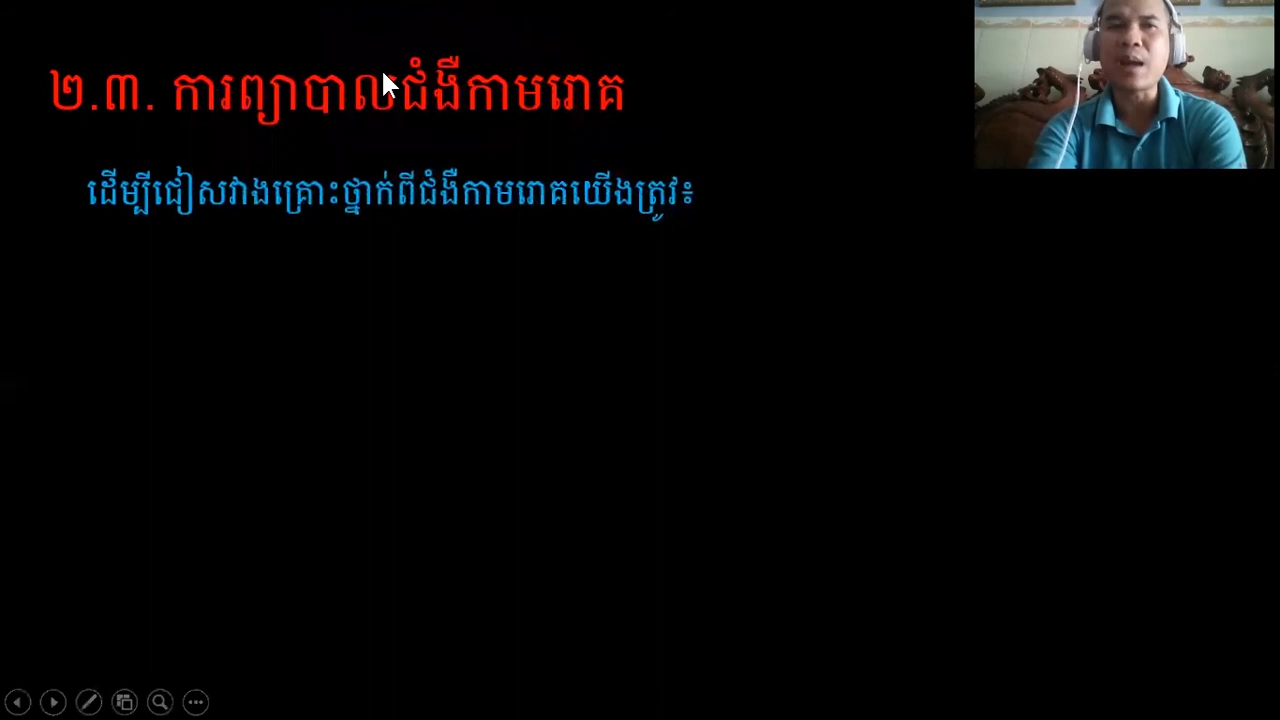 ២.៣. ការព្យាបាលជំងឺកាមរោគ
ដើម្បីជៀសវាងគ្រោះថ្នាក់ពីជំងឺកាមរោគយើងត្រូវ៖